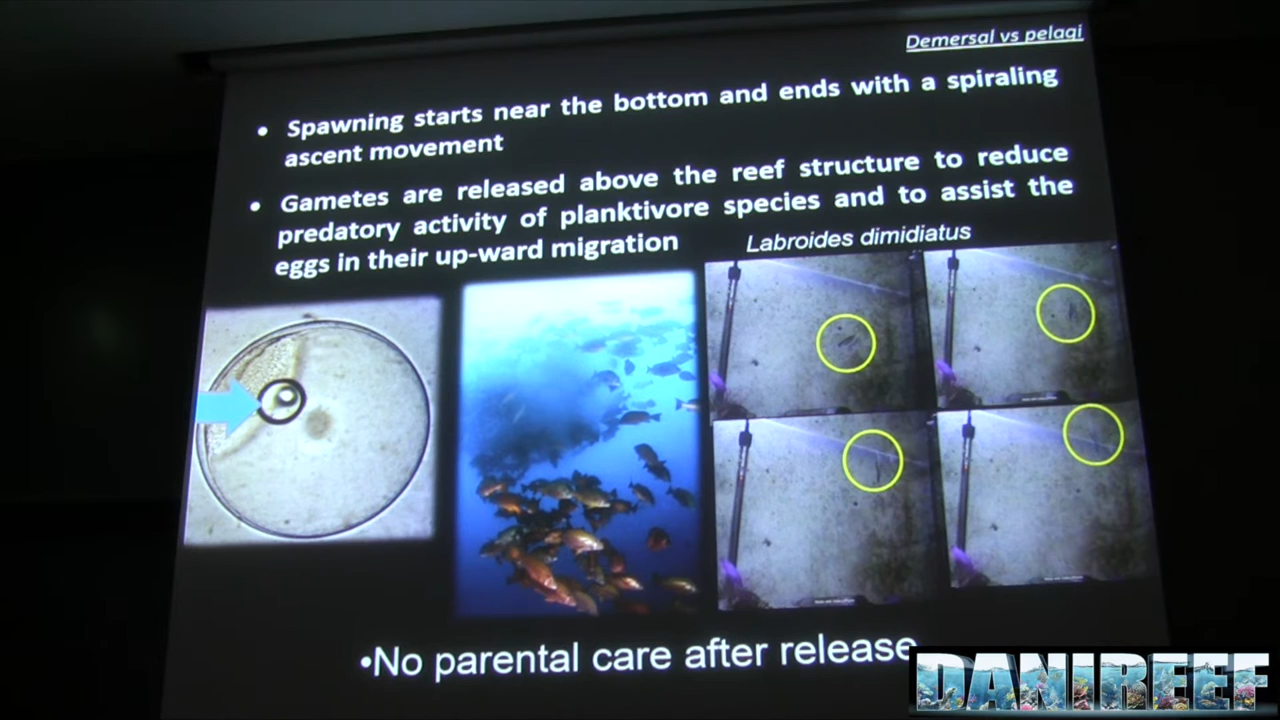 Demersal vs pelagi
• Spawning starts near the bottom and ends with a spiraling
ascent movement
• Gametes are released above the reef structure to reduce
predatory activity of planktivore species and to assist the
eggs in their up-ward migration
Labroides dimidiatus
•No parental care after release
DANIREEF